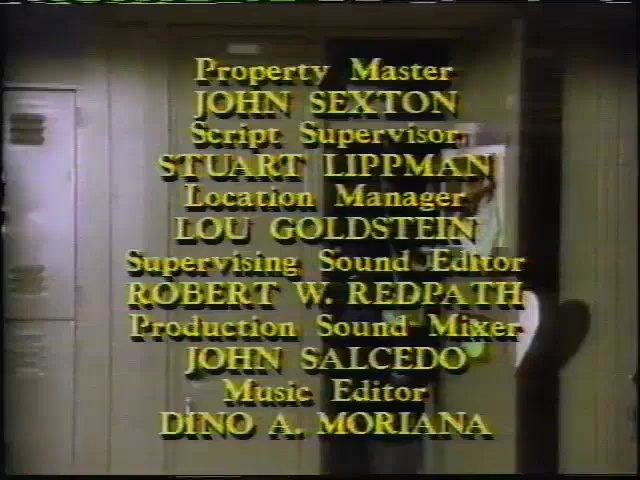 Property Master
JOHN SEXTON
Script Supervisor
STUART LIPPMAN
Location Manager
LOU GOLDSTEIN
Supervising Sound Editor
ROBERT W. REDPATH
Production Sound Mixer
JOHN SALCEDO
Music Editor
DINO A. MORIANA